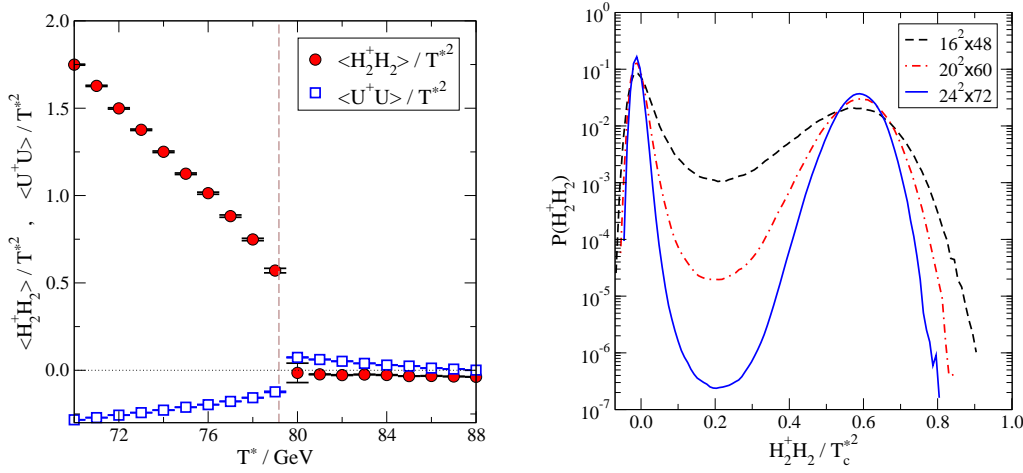 <H₂⁺H₂> / T*² , <U⁺U> / T*²
2.0
1.5
1.0
0.5
0.0
72
76
80
84
88
T* / GeV
<H₂⁺H₂> / T*²
<U⁺U> / T*²
P(H₂⁺H₂)
10⁰
10⁻¹
10⁻²
10⁻³
10⁻⁴
10⁻⁵
10⁻⁶
10⁻⁷
0.0
0.2
0.4
0.6
0.8
1.0
H₂⁺H₂ / T_c*²
16²x48
20²x60
24²x72